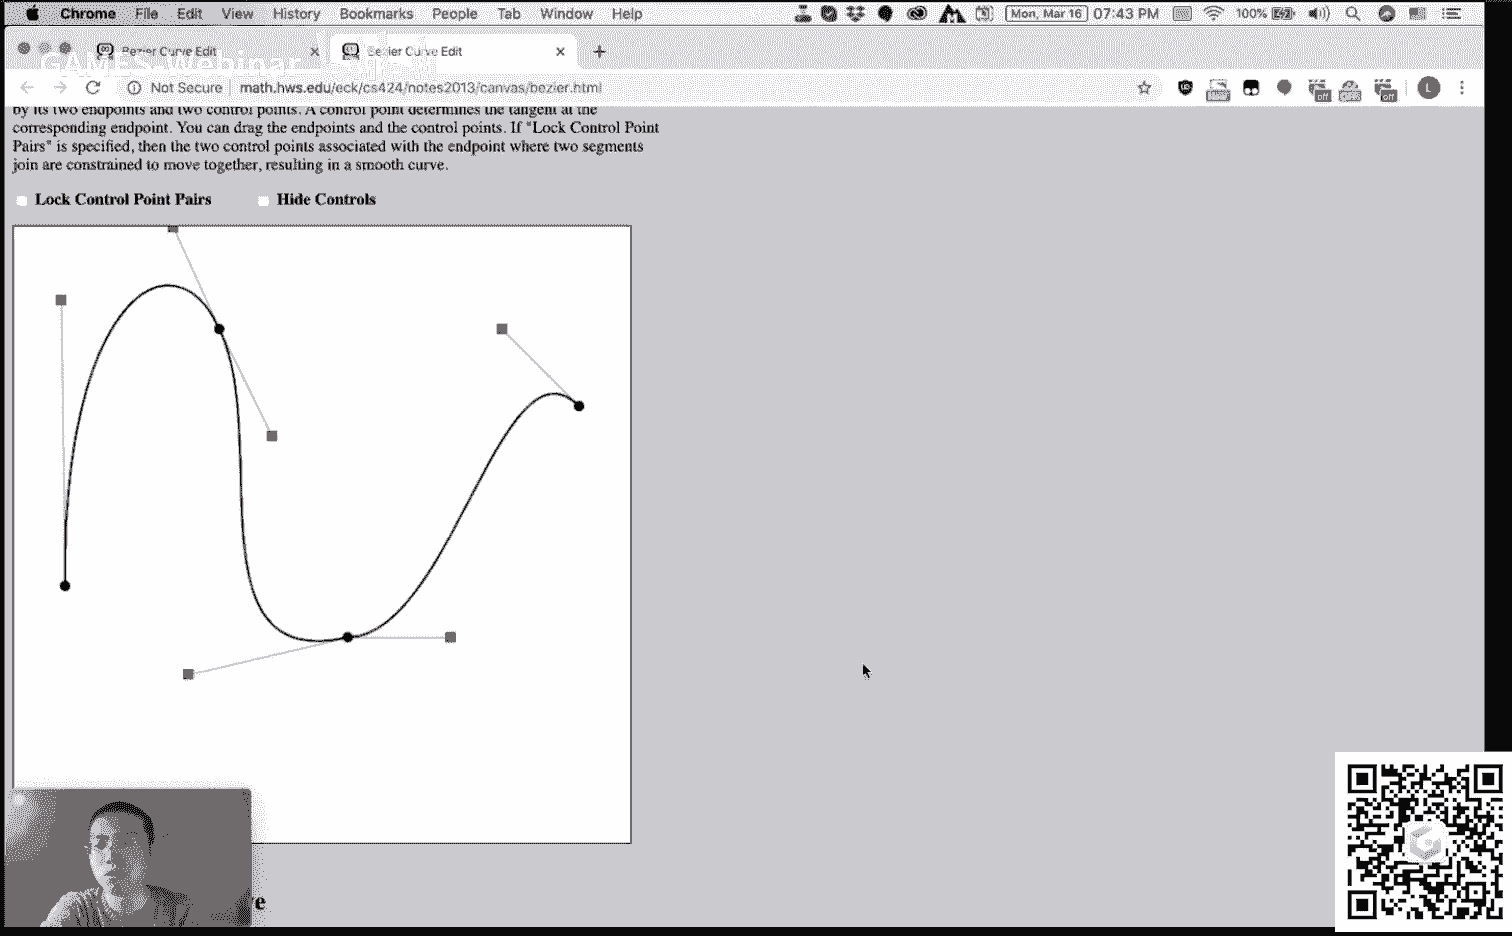 Chrome File Edit View History Bookmarks People Tab Window Help Mon, Mar 16 07:43 PM 100%
Bezier Curve Edit Bezier Curve Edit
GAMES-Webinar
Not Secure math.hws.edu/eck/cs424/notes2013/canvas/bezier.html off off L
by its two endpoints and two control points. A control point determines the tangent at the
corresponding endpoint. You can drag the endpoints and the control points. If "Lock Control Point
Pairs" is specified, then the two control points associated with the endpoint where two segments
join are constrained to move together, resulting in a smooth curve.
Lock Control Point Pairs Hide Controls